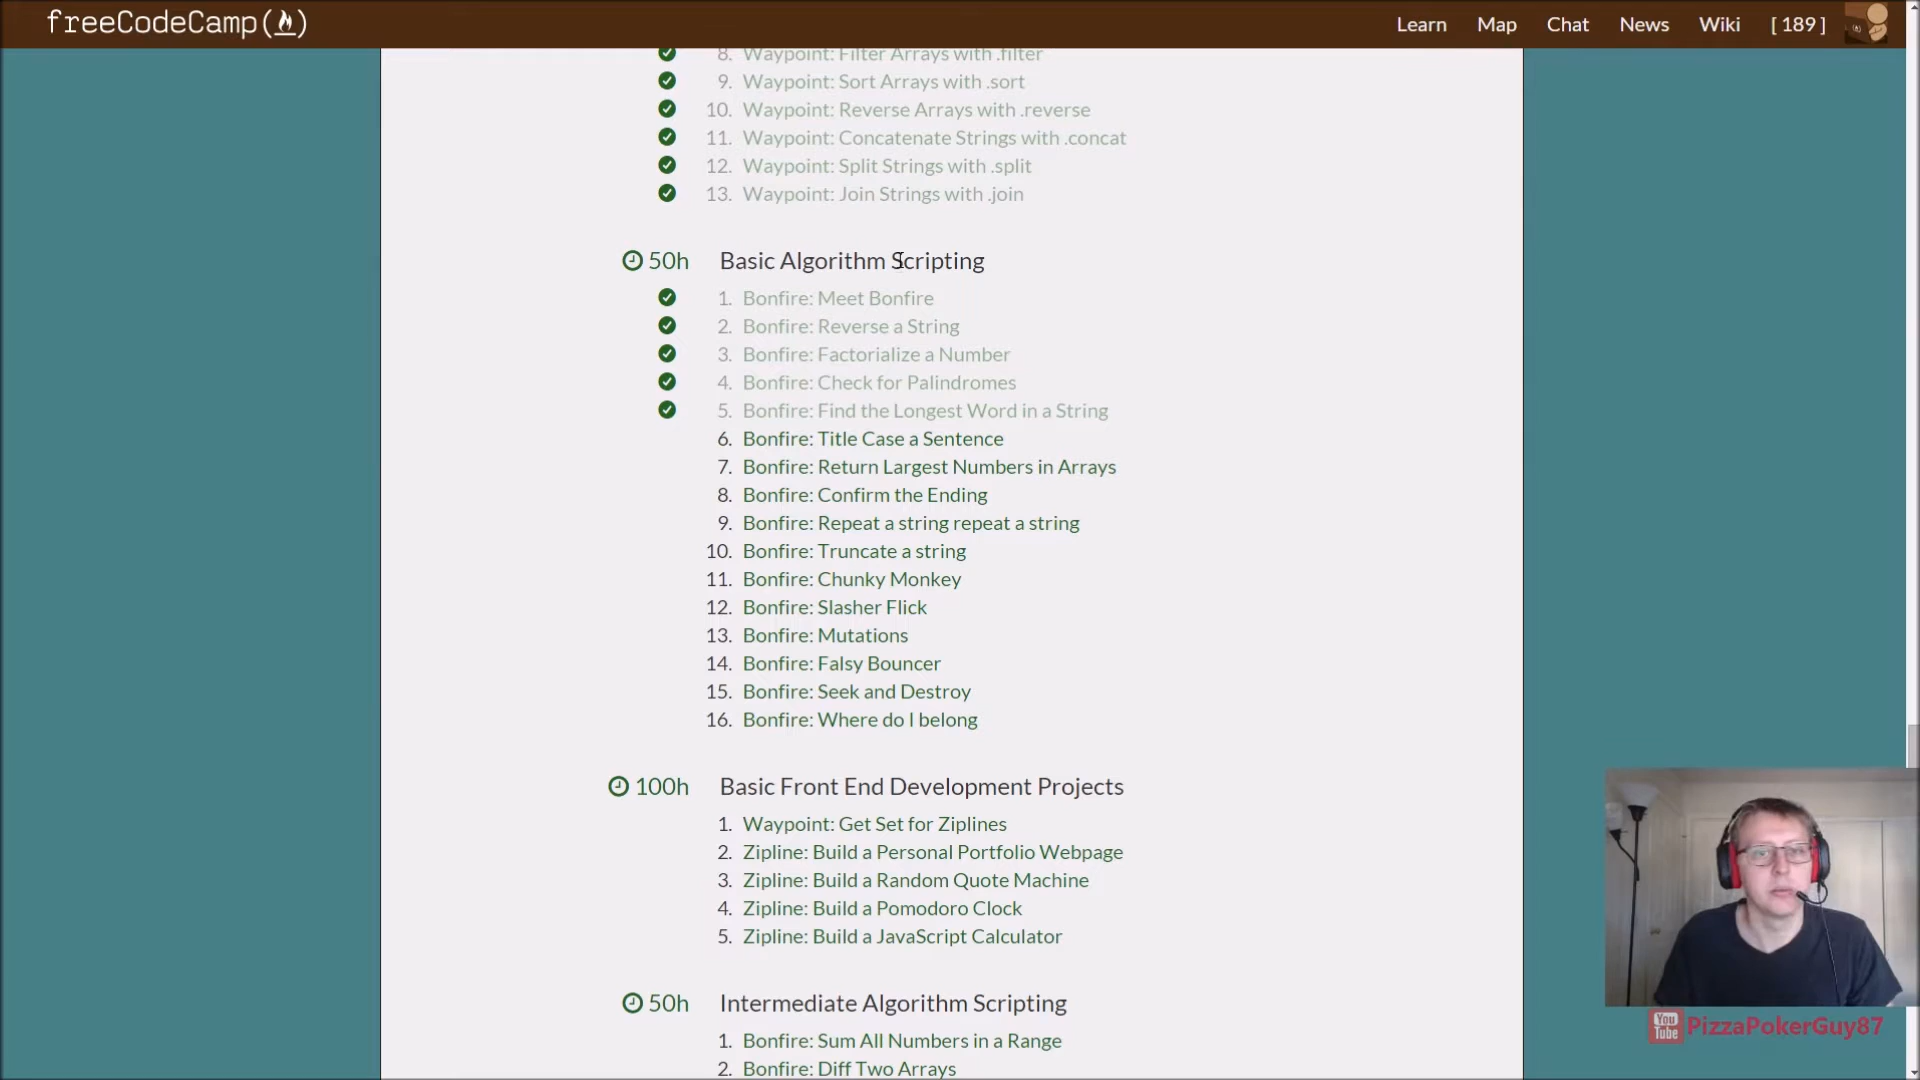 freeCodeCamp
Learn Map Chat News Wiki [ 189 ]
8. Waypoint: Filter Arrays with .filter
9. Waypoint: Sort Arrays with .sort
10. Waypoint: Reverse Arrays with .reverse
11. Waypoint: Concatenate Strings with .concat
12. Waypoint: Split Strings with .split
13. Waypoint: Join Strings with .join
50h Basic Algorithm Scripting
1. Bonfire: Meet Bonfire
2. Bonfire: Reverse a String
3. Bonfire: Factorialize a Number
4. Bonfire: Check for Palindromes
5. Bonfire: Find the Longest Word in a String
6. Bonfire: Title Case a Sentence
7. Bonfire: Return Largest Numbers in Arrays
8. Bonfire: Confirm the Ending
9. Bonfire: Repeat a string repeat a string
10. Bonfire: Truncate a string
11. Bonfire: Chunky Monkey
12. Bonfire: Slasher Flick
13. Bonfire: Mutations
14. Bonfire: Falsy Bouncer
15. Bonfire: Seek and Destroy
16. Bonfire: Where do I belong
100h Basic Front End Development Projects
1. Waypoint: Get Set for Ziplines
2. Zipline: Build a Personal Portfolio Webpage
3. Zipline: Build a Random Quote Machine
4. Zipline: Build a Pomodoro Clock
5. Zipline: Build a JavaScript Calculator
50h Intermediate Algorithm Scripting
1. Bonfire: Sum All Numbers in a Range
2. Bonfire: Diff Two Arrays
You Tube PizzaPokerGuy87